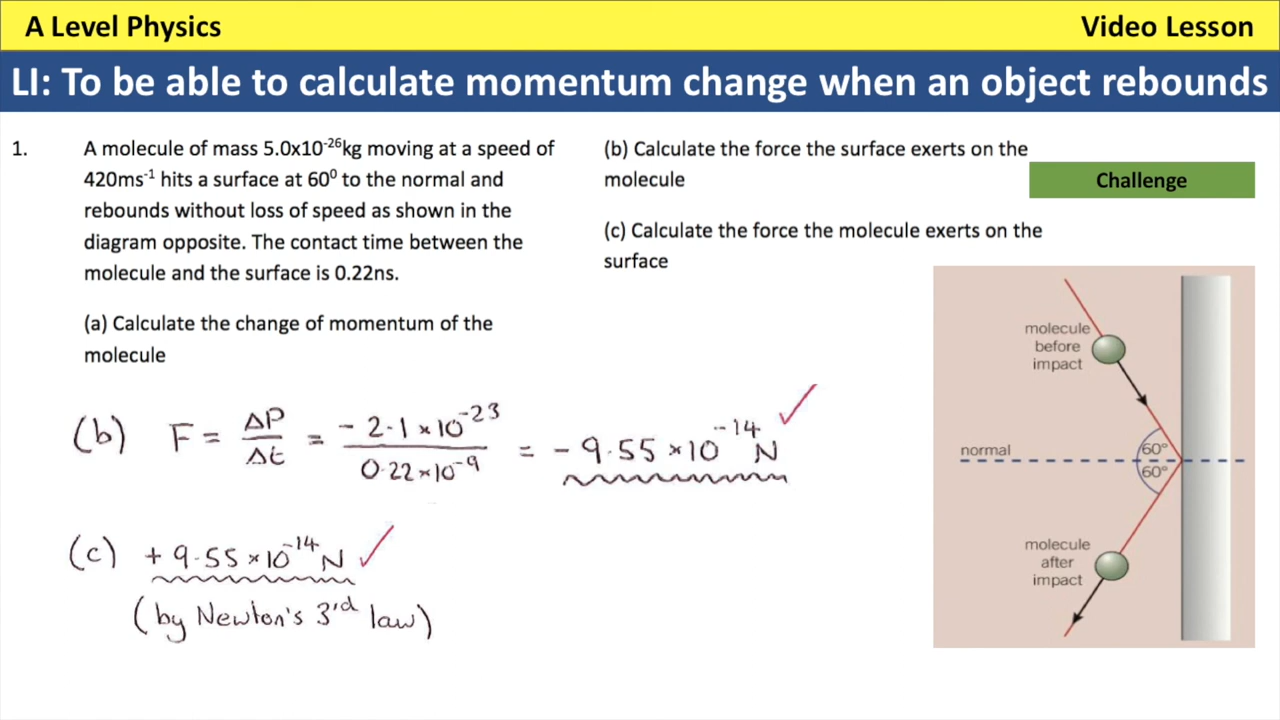 A Level Physics
Video Lesson
LI: To be able to calculate momentum change when an object rebounds
1. A molecule of mass 5.0x10⁻²⁶kg moving at a speed of
420ms⁻¹ hits a surface at 60⁰ to the normal and
rebounds without loss of speed as shown in the
diagram opposite. The contact time between the
molecule and the surface is 0.22ns.
(a) Calculate the change of momentum of the
molecule
(b) Calculate the force the surface exerts on the
molecule
Challenge
(c) Calculate the force the molecule exerts on the
surface
(b) F = ΔP/Δt = -2.1×10⁻²³/0.22×10⁻⁹ = -9.55×10⁻¹⁴N
(c) +9.55×10⁻¹⁴N
(by Newton's 3rd law)
molecule
before
impact
normal
60°
60°
molecule
after
impact